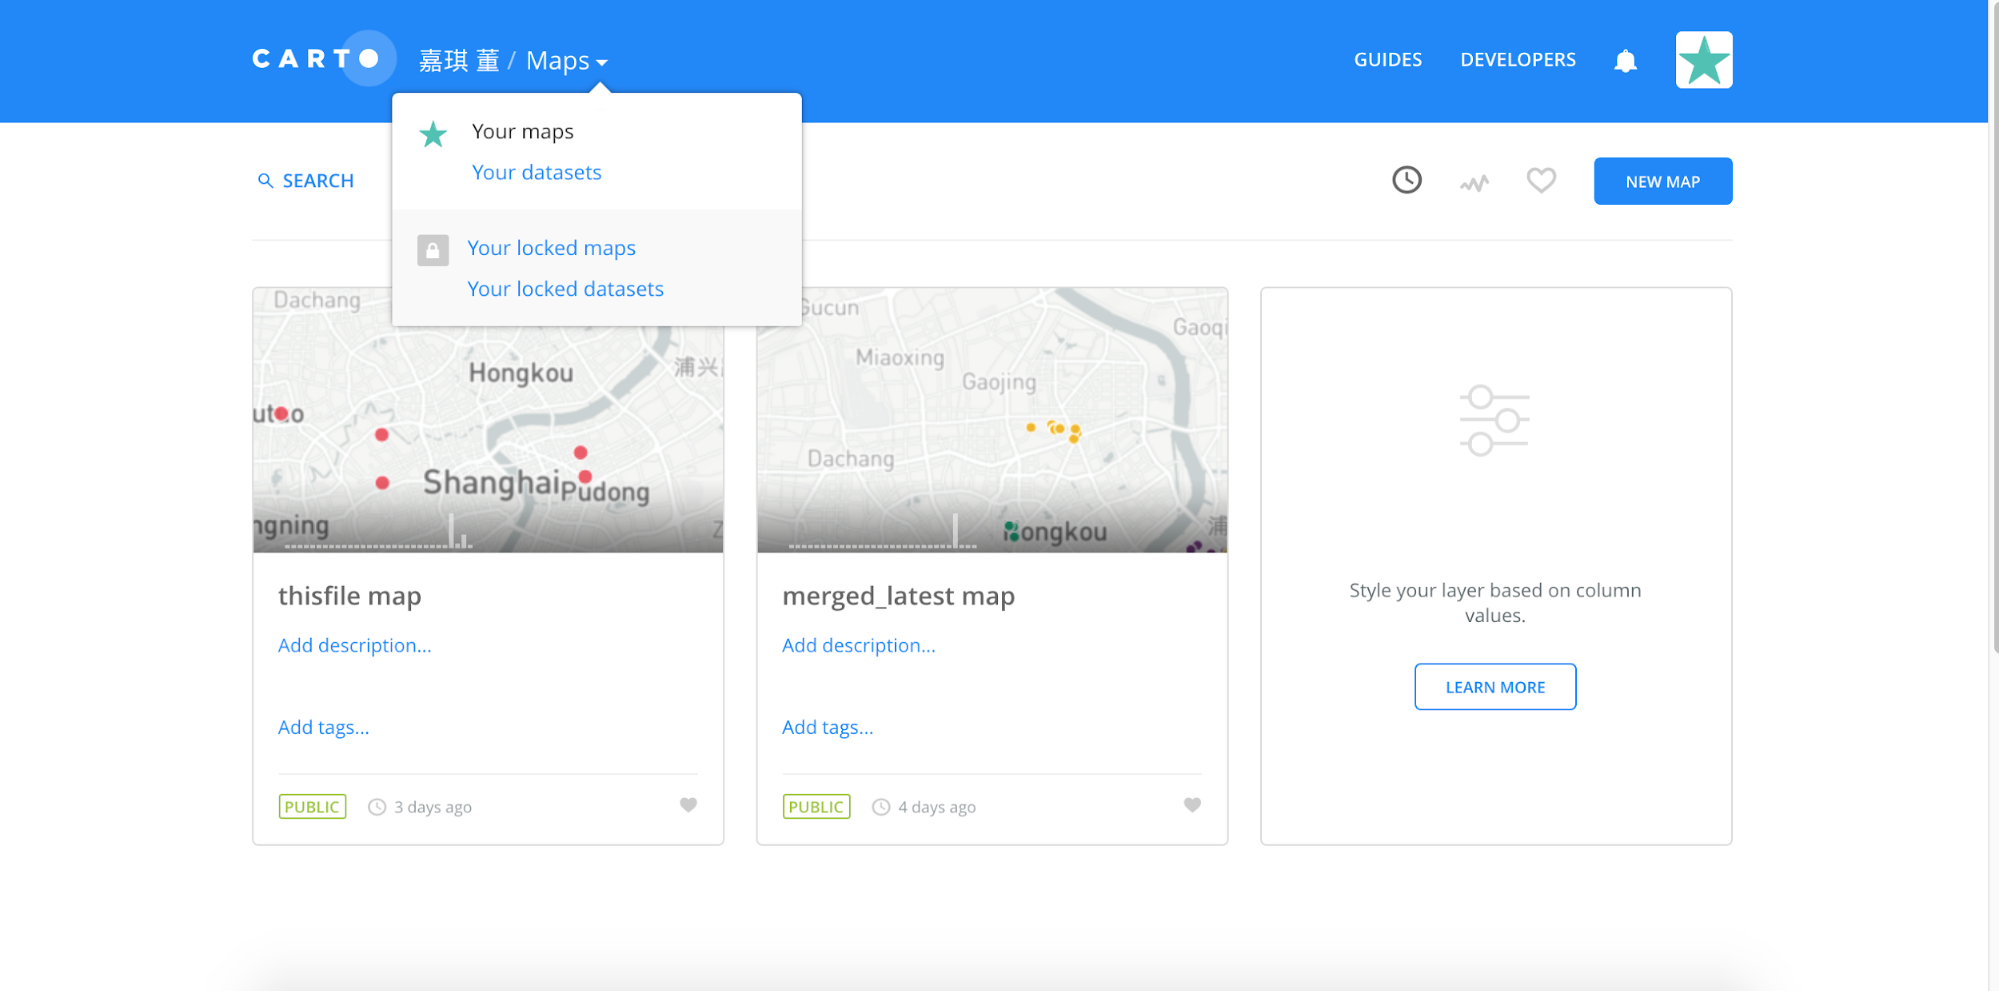 CARTO
嘉琪 董 / Maps
GUIDES
DEVELOPERS
Your maps
Your datasets
Your locked maps
Your locked datasets
SEARCH
NEW MAP
Dachang
Hongkou
浦兴
Shanghai
Pudong
Gucun
Gaoqi
Miaoxing
Gaojing
Dachang
Hongkou
浦
thisfile map
Add description...
Add tags...
PUBLIC
3 days ago
merged_latest map
Add description...
Add tags...
PUBLIC
4 days ago
Style your layer based on column
values.
LEARN MORE